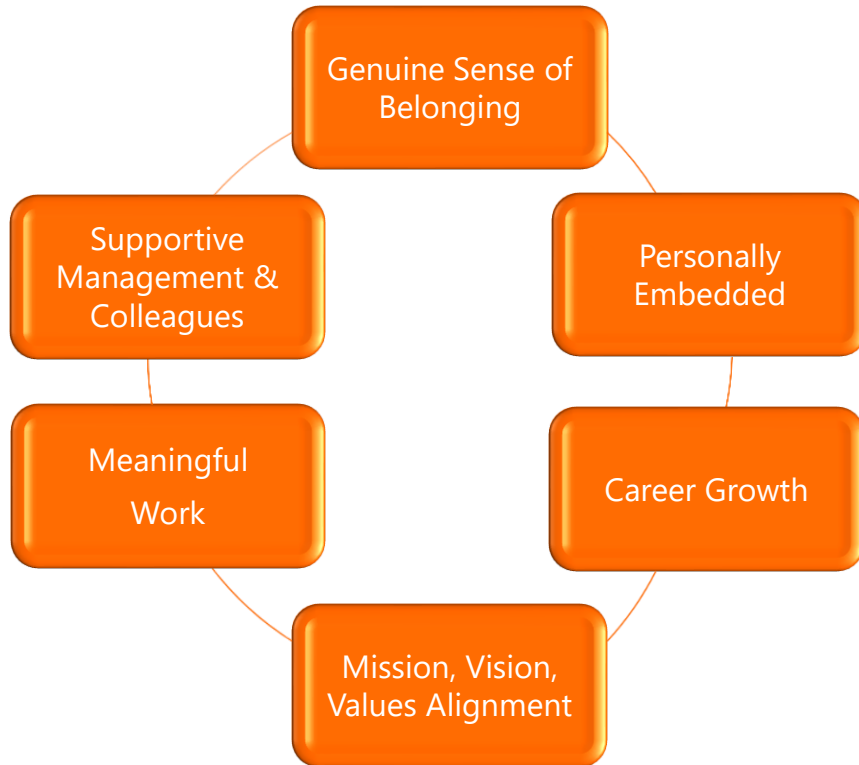 Genuine Sense of
Belonging
Personally
Embedded
Career Growth
Mission, Vision,
Values Alignment
Meaningful
Work
Supportive
Management &
Colleagues